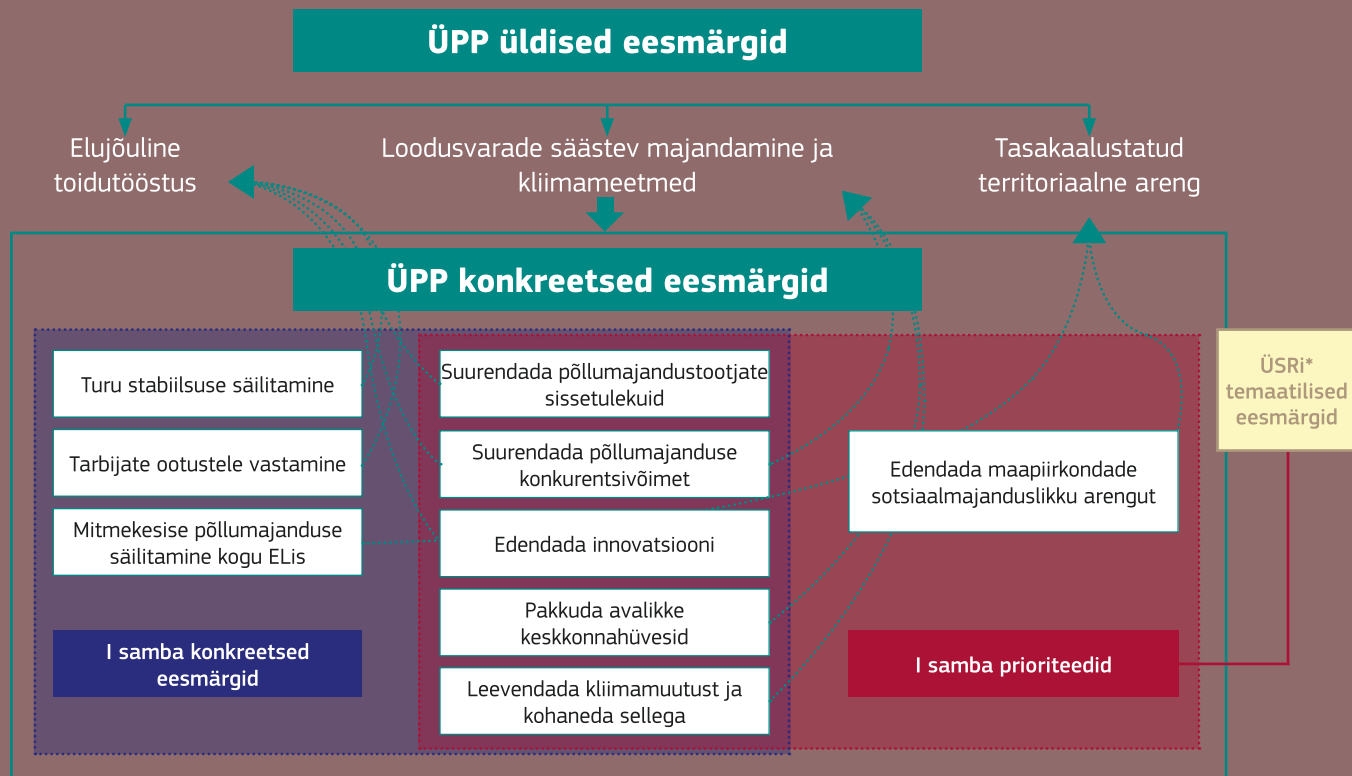 ÜPP üldised eesmärgid
Elujõuline
toidutööstus
Loodusvarade säästev majandamine ja
kliimameetmed
Tasakaalustatud
territoriaalne areng
ÜPP konkreetsed eesmärgid
Turu stabiilsuse säilitamine
Tarbijate ootustele vastamine
Mitmekesise põllumajanduse
säilitamine kogu ELis
I samba konkreetsed
eesmärgid
Suurendada põllumajandustootjate
sissetulekuid
Suurendada põllumajanduse
konkurentsivõimet
Edendada innovatsiooni
Pakkuda avalikke
keskkonnahüvesid
Leevendada kliimamuutust ja
kohaneda sellega
Edendada maapiirkondade
sotsiaalmajanduslikku arengut
I samba prioriteedid
ÜSRi*
temaatilised
eesmärgid